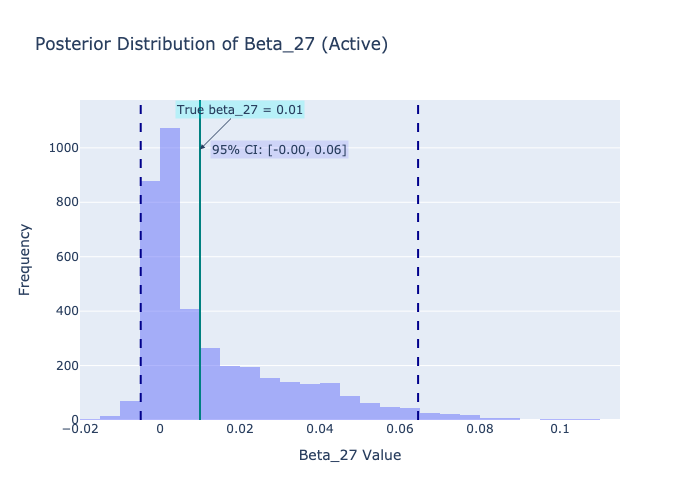 Posterior Distribution of Beta_27 (Active)
True beta_27 = 0.01
95% CI: [-0.00, 0.06]
1000
800
600
400
200
0
−0.02
0
0.02
0.04
0.06
0.08
0.1
Frequency
Beta_27 Value